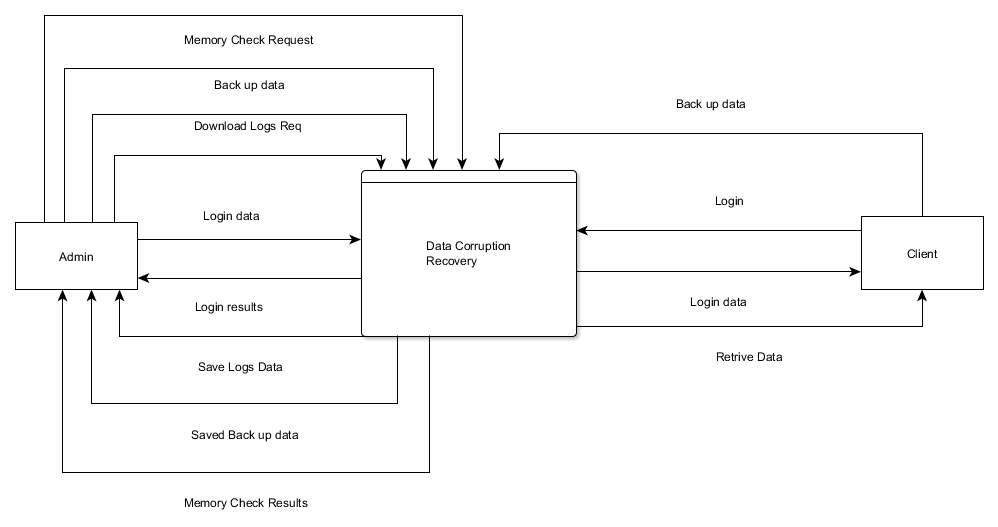 Memory Check Request
Back up data
Download Logs Req
Back up data
Login data
Login
Admin
Data Corruption
Recovery
Client
Login results
Login data
Save Logs Data
Retrive Data
Saved Back up data
Memory Check Results